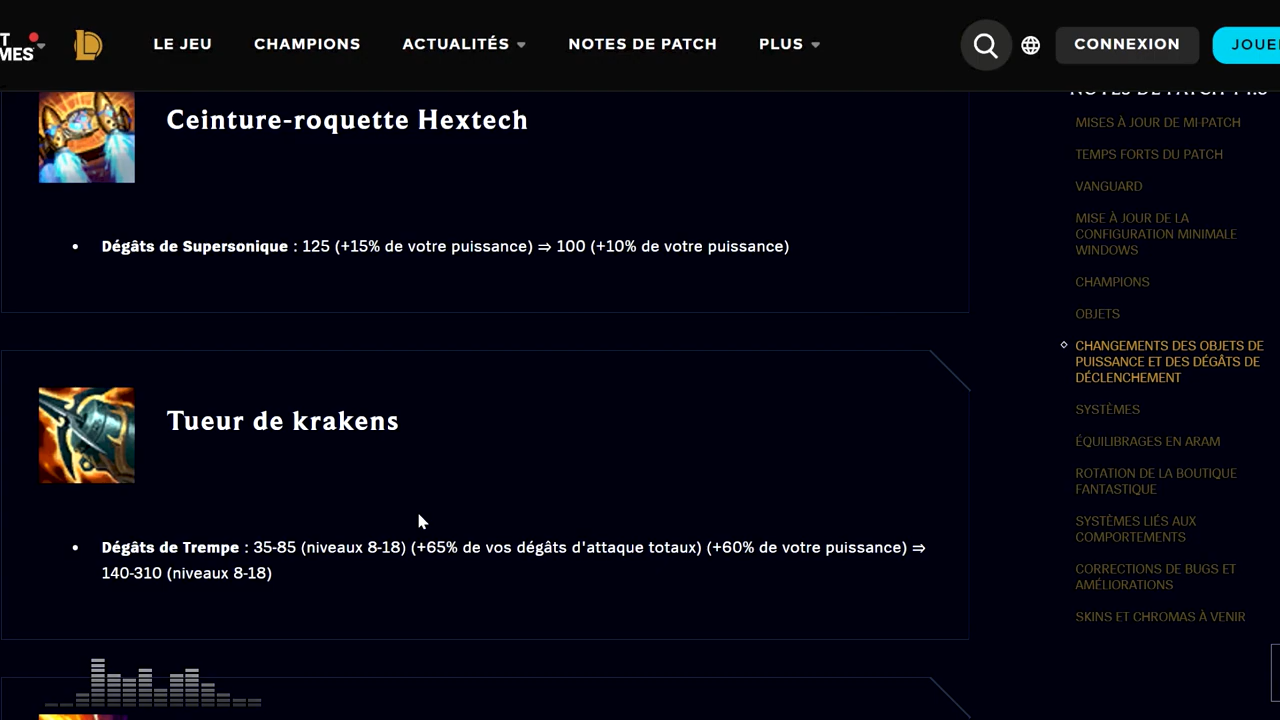 LE JEU
CHAMPIONS
ACTUALITÉS
NOTES DE PATCH
PLUS
CONNEXION
Ceinture-roquette Hextech
• Dégâts de Supersonique : 125 (+15% de votre puissance) ⇒ 100 (+10% de votre puissance)
Tueur de krakens
• Dégâts de Trempe : 35-85 (niveaux 8-18) (+65% de vos dégâts d'attaque totaux) (+60% de votre puissance) ⇒
140-310 (niveaux 8-18)
MISES À JOUR DE MI-PATCH
TEMPS FORTS DU PATCH
VANGUARD
MISE À JOUR DE LA
CONFIGURATION MINIMALE
WINDOWS
CHAMPIONS
OBJETS
CHANGEMENTS DES OBJETS DE
PUISSANCE ET DES DÉGÂTS DE
DÉCLENCHEMENT
SYSTÈMES
ÉQUILIBRAGES EN ARAM
ROTATION DE LA BOUTIQUE
FANTASTIQUE
SYSTÈMES LIÉS AUX
COMPORTEMENTS
CORRECTIONS DE BUGS ET
AMÉLIORATIONS
SKINS ET CHROMAS À VENIR